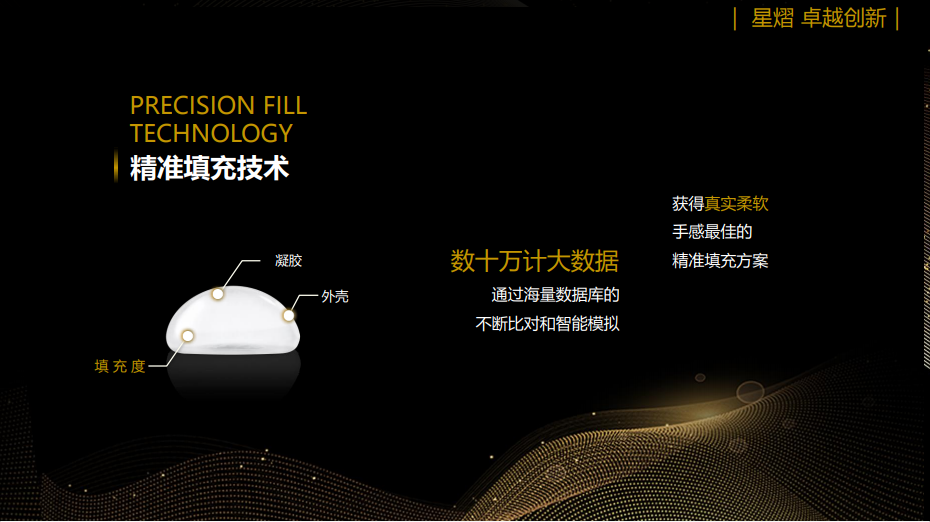 ｜ 星熠 卓越创新｜
PRECISION FILL
TECHNOLOGY
精准填充技术
凝胶
外壳
填充度
数十万计大数据
通过海量数据库的
不断比对和智能模拟
获得真实柔软
手感最佳的
精准填充方案